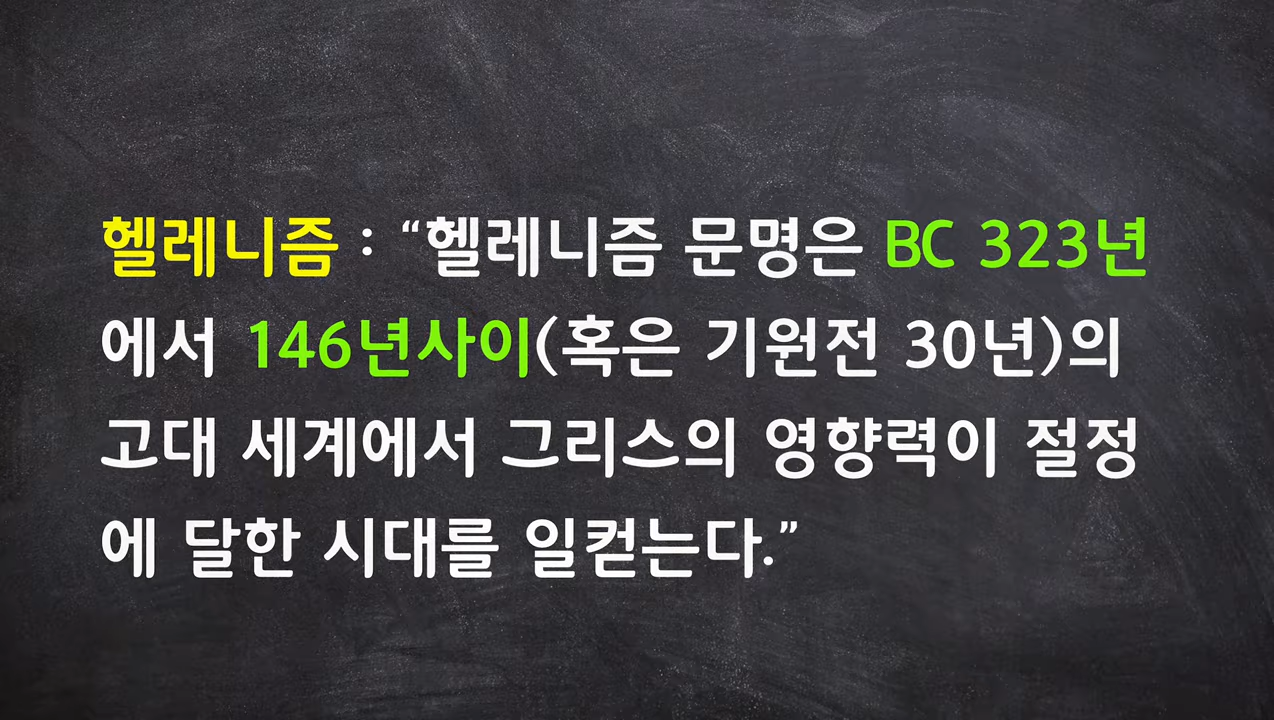 헬레니즘 : “헬레니즘 문명은 BC 323년
에서 146년사이(혹은 기원전 30년)의
고대 세계에서 그리스의 영향력이 절정
에 달한 시대를 일컫는다.”